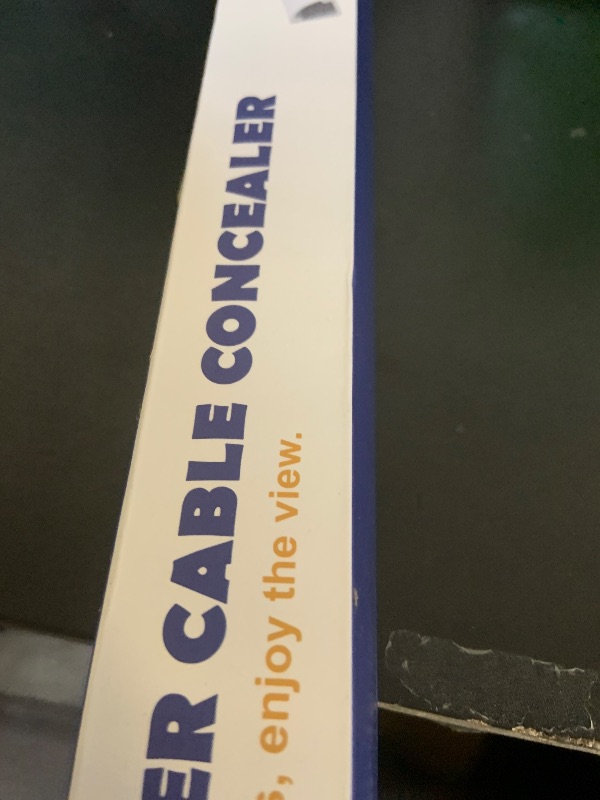 ER CABLE CONCEALER
s, enjoy the view.